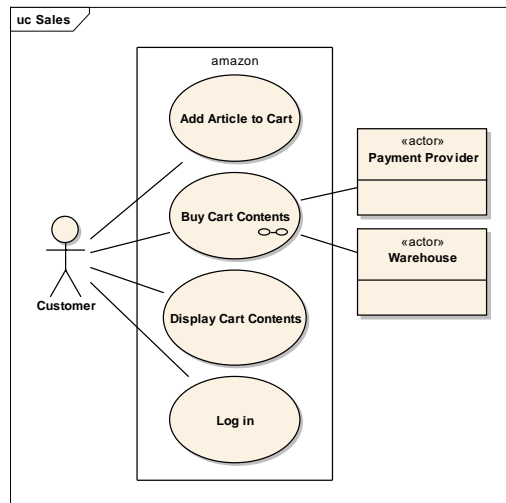 uc Sales
amazon
Add Article to Cart
Buy Cart Contents
Display Cart Contents
Log in
Customer
«actor»
Payment Provider
«actor»
Warehouse